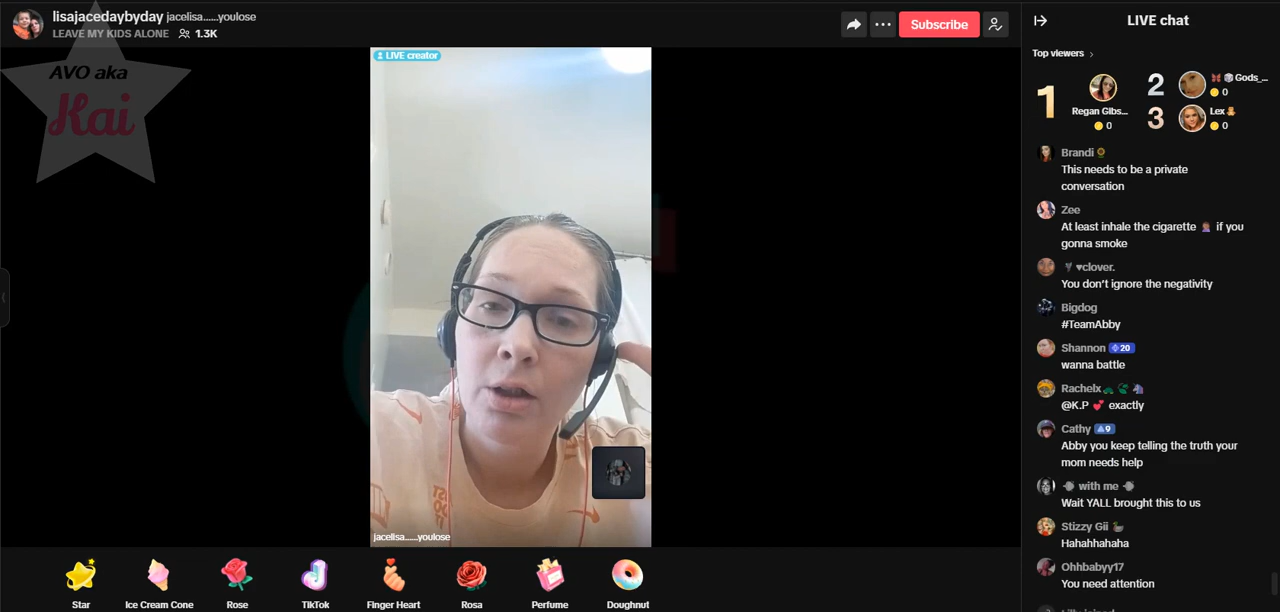 lisajacedaybyday jacelisa......youlose
LEAVE MY KIDS ALONE 1.3K
Subscribe
AVO aka
Kai
LIVE creator
jacelisa......youlose
Star
Ice Cream Cone
Rose
TikTok
Finger Heart
Rosa
Perfume
Doughnut
LIVE chat
Top viewers
1
Regan Gibs...
0
2
Gods_...
0
3
Lex
0
Brandi
This needs to be a private
conversation
Zee
At least inhale the cigarette if you
gonna smoke
♥clover.
You don't ignore the negativity
Bigdog
#TeamAbby
Shannon 20
wanna battle
Rachelx
@K.P exactly
Cathy 9
Abby you keep telling the truth your
mom needs help
with me
Wait YALL brought this to us
Stizzy Gii
Hahahhahaha
Ohhbabyy17
You need attention